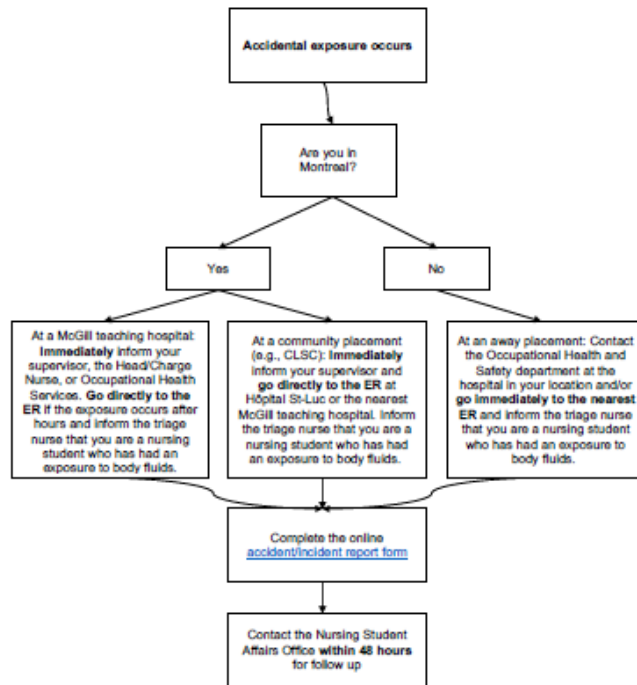 Accidental exposure occurs
Are you in
Montreal?
Yes
No
At a McGill teaching hospital:
Immediately inform your
supervisor, the Head/Charge
Nurse, or Occupational Health
Services. Go directly to the
ER if the exposure occurs after
hours and inform the triage
nurse that you are a nursing
student who has had an
exposure to body fluids.
At a community placement
(e.g., CLSC): Immediately
inform your supervisor and
go directly to the ER at
Hôpital St-Luc or the nearest
McGill teaching hospital. Inform
the triage nurse that you are a
nursing student who has had
an exposure to body fluids.
At an away placement: Contact
the Occupational Health and
Safety department at the
hospital in your location and/or
go immediately to the nearest
ER and inform the triage nurse
that you are a nursing student
who has had an exposure to
body fluids.
Complete the online
accident/incident report form
Contact the Nursing Student
Affairs Office within 48 hours
for follow up